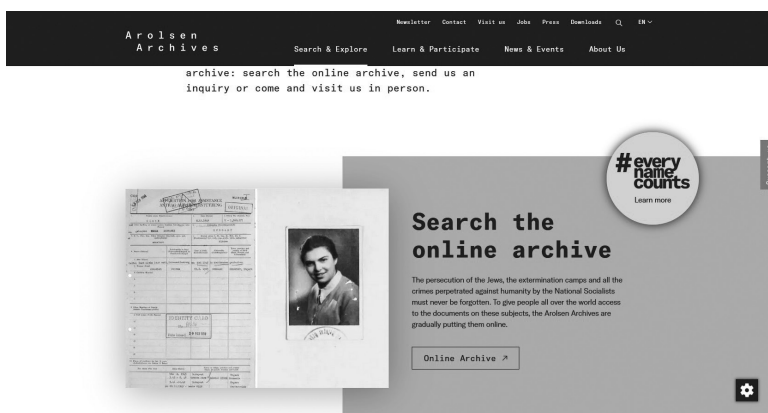 Newsletter Contact Visit us Jobs Press Downloads EN
Arolsen
Archives
Search & Explore Learn & Participate News & Events About Us
archive: search the online archive, send us an
inquiry or come and visit us in person.
#every
name
counts
Learn more
Search the
online archive
The persecution of the Jews, the extermination camps and all the
crimes perpetrated against humanity by the National Socialists
must never be forgotten. To give people all over the world access
to the documents on these subjects, the Arolsen Archives are
gradually putting them online.
Online Archive ↗